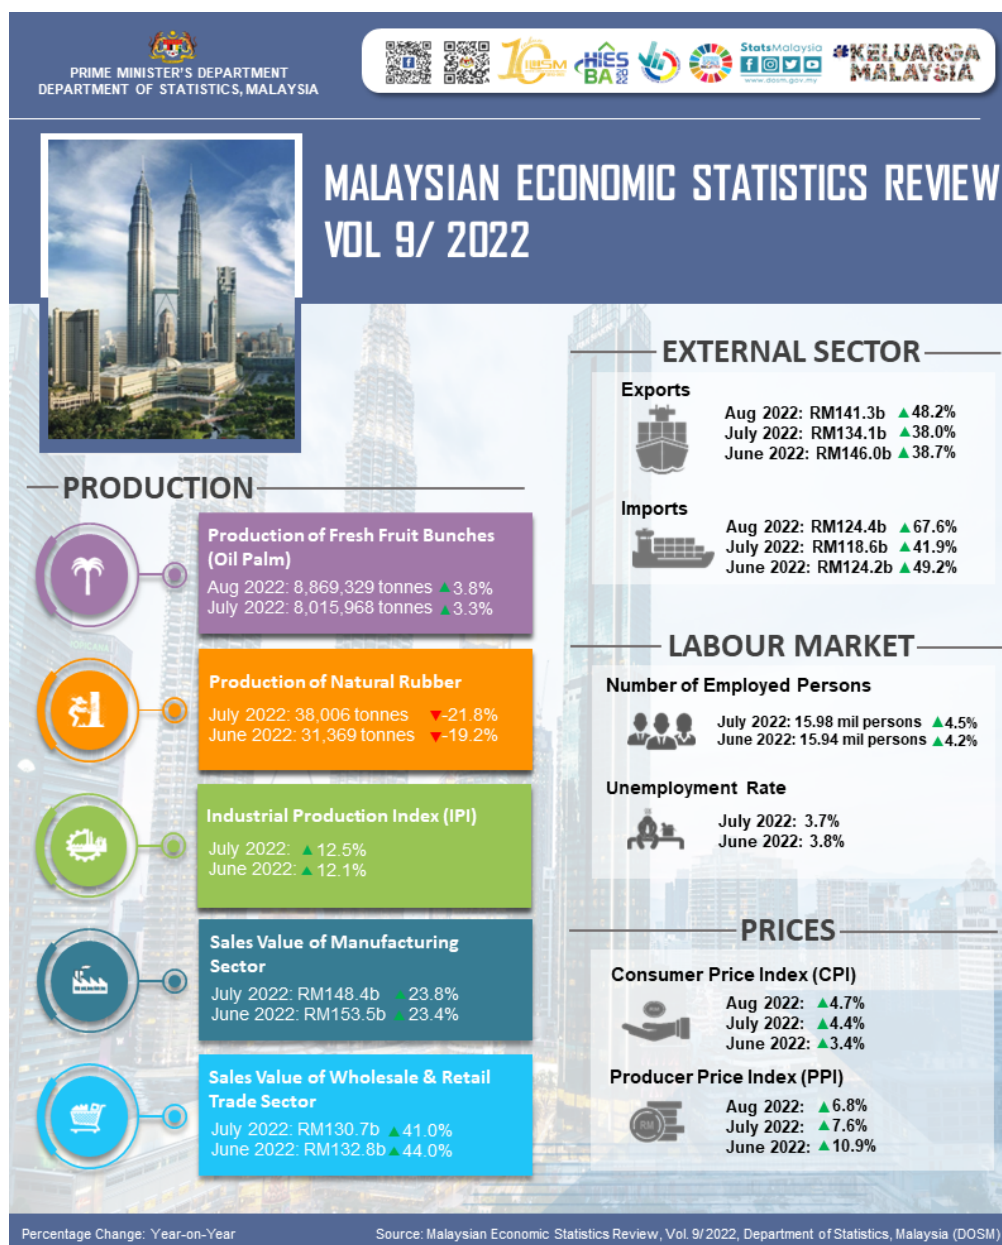 PRIME MINISTER'S DEPARTMENT
DEPARTMENT OF STATISTICS, MALAYSIA
StatsMalaysia
www.dosm.gov.my
#KELUARGA
MALAYSIA
MALAYSIAN ECONOMIC STATISTICS REVIEW
VOL 9/ 2022
PRODUCTION
Production of Fresh Fruit Bunches
(Oil Palm)
Aug 2022: 8,869,329 tonnes ▲3.8%
July 2022: 8,015,968 tonnes ▲3.3%
Production of Natural Rubber
July 2022: 38,006 tonnes ▼-21.8%
June 2022: 31,369 tonnes ▼-19.2%
Industrial Production Index (IPI)
July 2022: ▲12.5%
June 2022: ▲12.1%
Sales Value of Manufacturing
Sector
July 2022: RM148.4b ▲23.8%
June 2022: RM153.5b ▲23.4%
Sales Value of Wholesale & Retail
Trade Sector
July 2022: RM130.7b ▲41.0%
June 2022: RM132.8b ▲44.0%
EXTERNAL SECTOR
Exports
Aug 2022: RM141.3b ▲48.2%
July 2022: RM134.1b ▲38.0%
June 2022: RM146.0b ▲38.7%
Imports
Aug 2022: RM124.4b ▲67.6%
July 2022: RM118.6b ▲41.9%
June 2022: RM124.2b ▲49.2%
LABOUR MARKET
Number of Employed Persons
July 2022: 15.98 mil persons ▲4.5%
June 2022: 15.94 mil persons ▲4.2%
Unemployment Rate
July 2022: 3.7%
June 2022: 3.8%
PRICES
Consumer Price Index (CPI)
Aug 2022: ▲4.7%
July 2022: ▲4.4%
June 2022: ▲3.4%
Producer Price Index (PPI)
RM
Aug 2022: ▲6.8%
July 2022: ▲7.6%
June 2022: ▲10.9%
Percentage Change: Year-on-Year
Source: Malaysian Economic Statistics Review, Vol. 9/2022, Department of Statistics, Malaysia (DOSM)